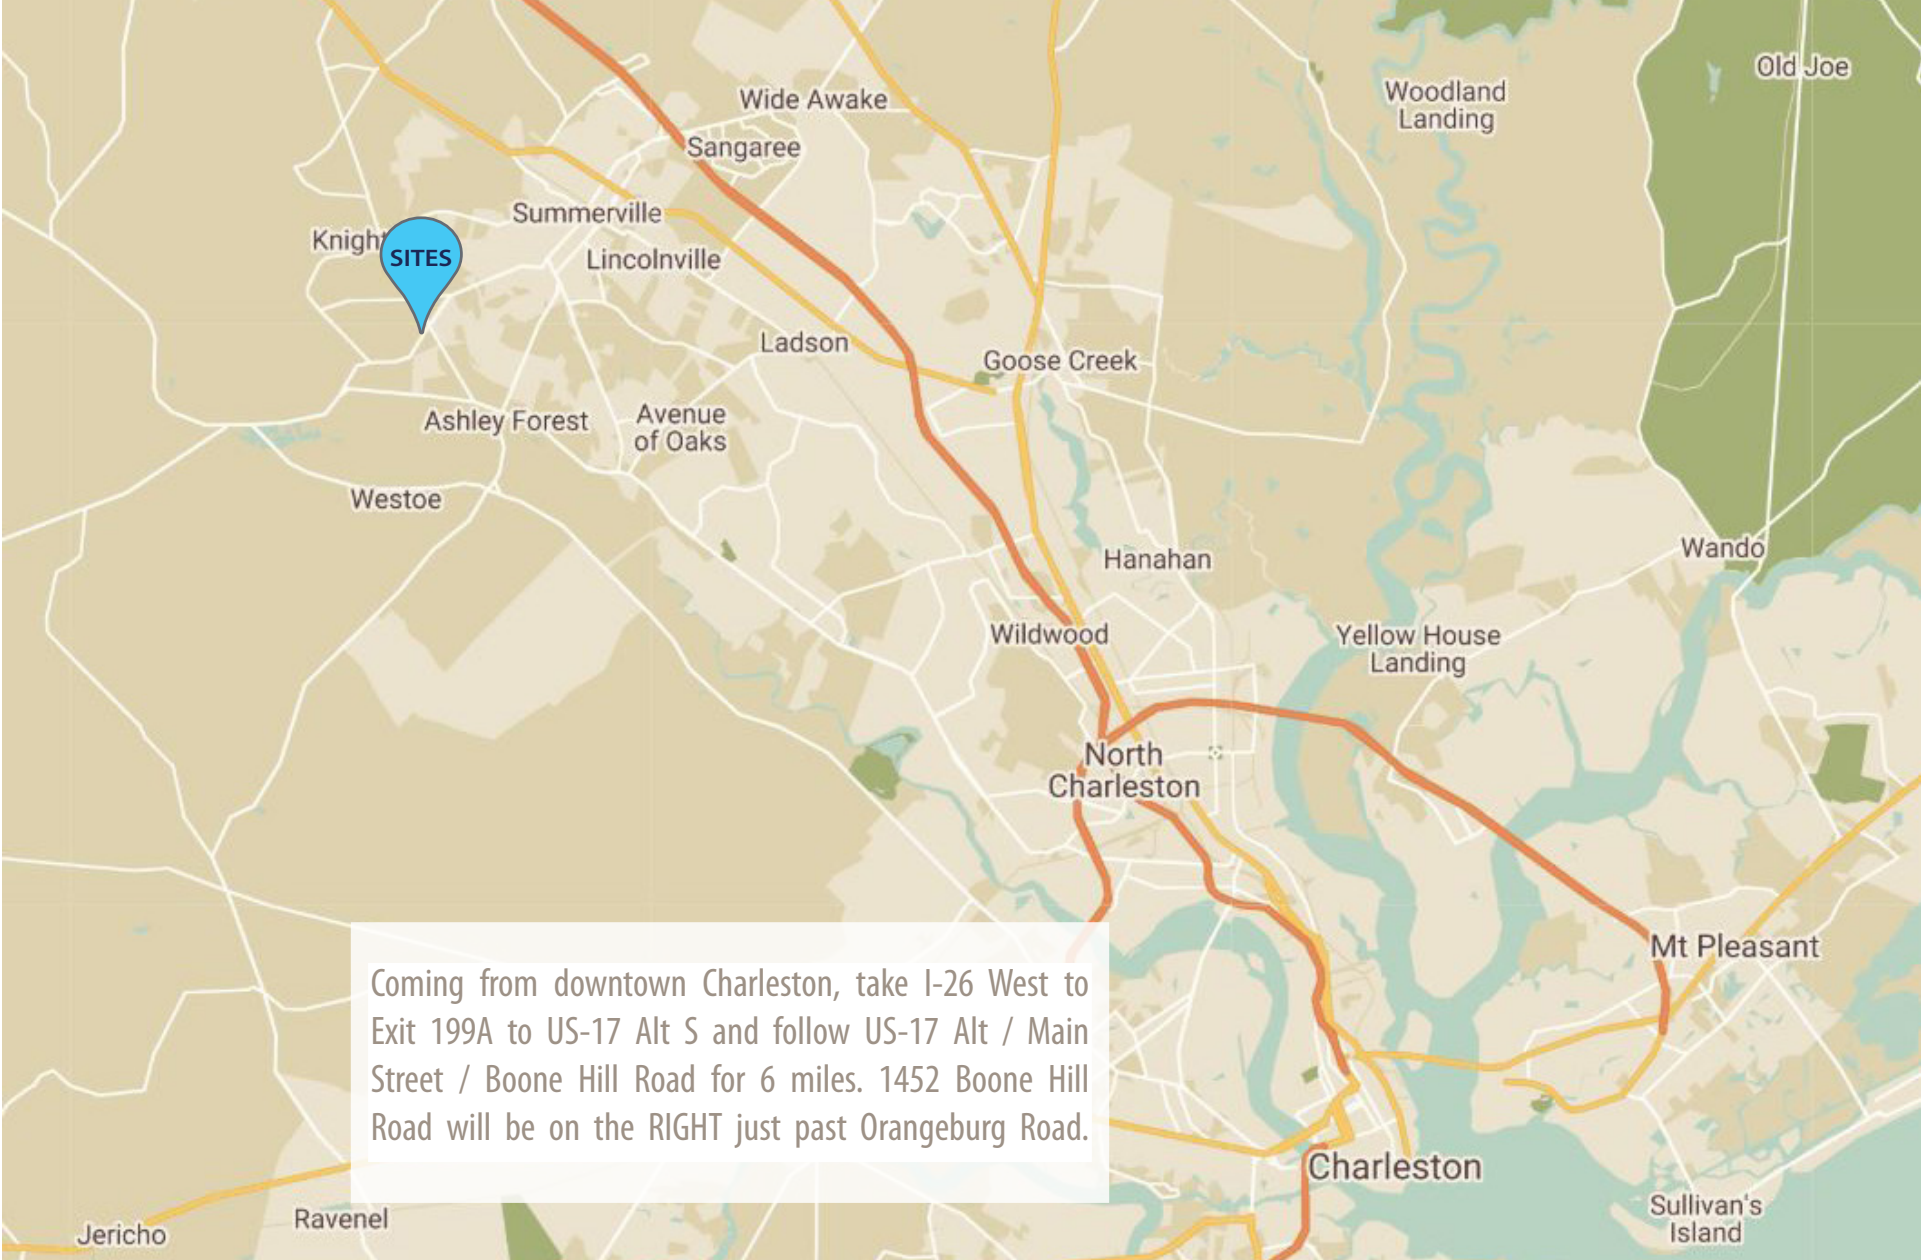 Old Joe
Woodland
Landing
Wide Awake
Sangaree
Summerville
Knigh
SITES
Lincolnville
Ladson
Goose Creek
Ashley Forest
Avenue
of Oaks
Westoe
Hanahan
Wando
Wildwood
Yellow House
Landing
North
Charleston
Mt Pleasant
Coming from downtown Charleston, take I-26 West to
Exit 199A to US-17 Alt S and follow US-17 Alt / Main
Street / Boone Hill Road for 6 miles. 1452 Boone Hill
Road will be on the RIGHT just past Orangeburg Road.
Charleston
Sullivan's
Island
Ravenel
Jericho